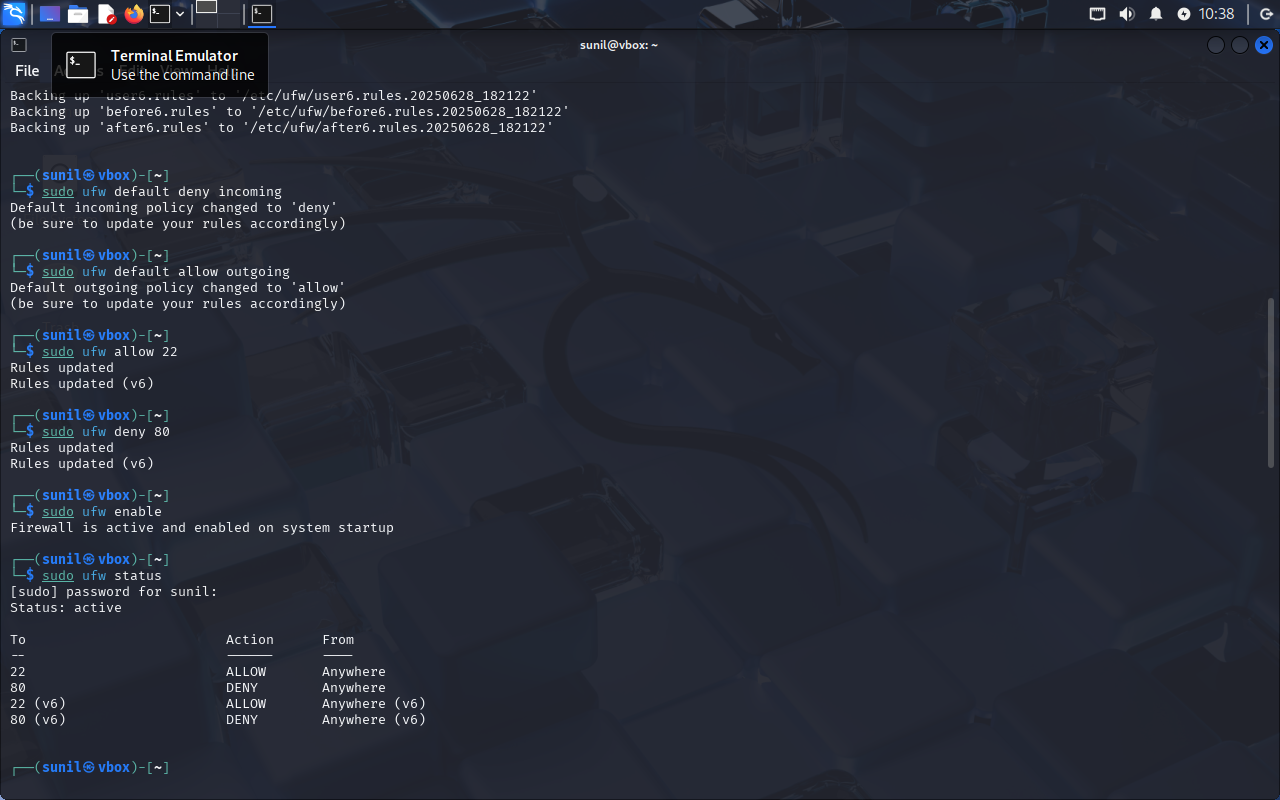 10:38
sunil@vbox: ~
Terminal Emulator
Use the command line
File
Backing up 'user6.rules' to '/etc/ufw/user6.rules.20250628_182122'
Backing up 'before6.rules' to '/etc/ufw/before6.rules.20250628_182122'
Backing up 'after6.rules' to '/etc/ufw/after6.rules.20250628_182122'
┌──(sunil㉿vbox)-[~]
└─$ sudo ufw default deny incoming
Default incoming policy changed to 'deny'
(be sure to update your rules accordingly)
┌──(sunil㉿vbox)-[~]
└─$ sudo ufw default allow outgoing
Default outgoing policy changed to 'allow'
(be sure to update your rules accordingly)
┌──(sunil㉿vbox)-[~]
└─$ sudo ufw allow 22
Rules updated
Rules updated (v6)
┌──(sunil㉿vbox)-[~]
└─$ sudo ufw deny 80
Rules updated
Rules updated (v6)
┌──(sunil㉿vbox)-[~]
└─$ sudo ufw enable
Firewall is active and enabled on system startup
┌──(sunil㉿vbox)-[~]
└─$ sudo ufw status
[sudo] password for sunil:
Status: active
To                         Action      From
--                         ------      ----
22                         ALLOW       Anywhere
80                         DENY        Anywhere
22 (v6)                    ALLOW       Anywhere (v6)
80 (v6)                    DENY        Anywhere (v6)
┌──(sunil㉿vbox)-[~]